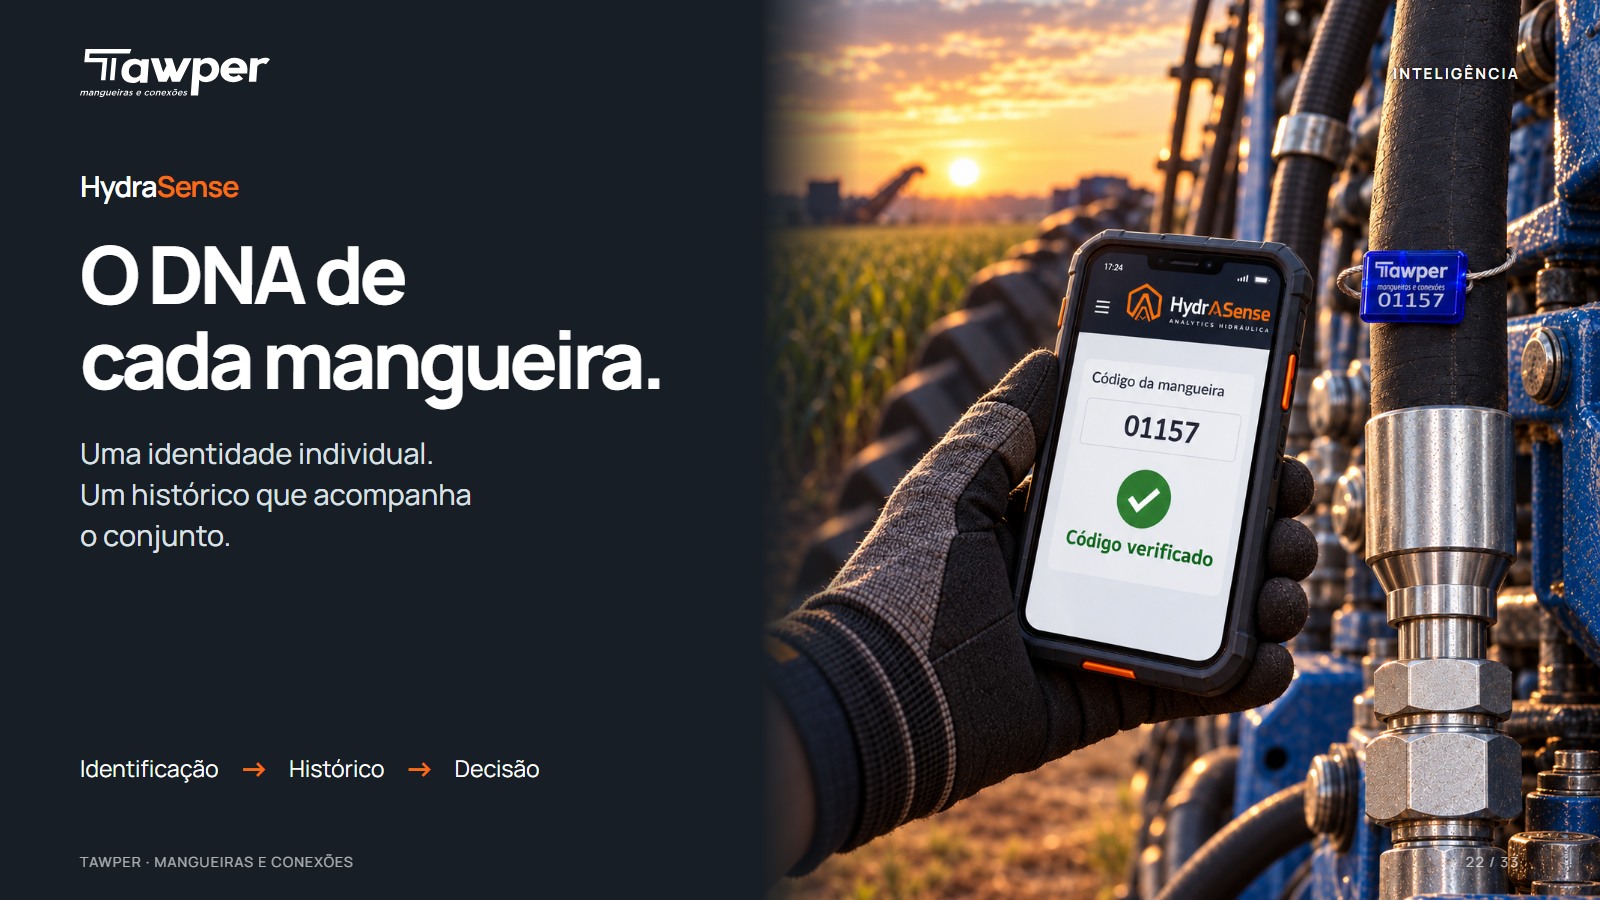 Tawper
mangueiras e conexões
INTELIGÊNCIA
HydraSense
O DNA de
cada mangueira.
Uma identidade individual.
Um histórico que acompanha
o conjunto.
Identificação → Histórico → Decisão
TAWPER · MANGUEIRAS E CONEXÕES
17:24
HydrASense
ANALYTICS HIDRÁULICA
Código da mangueira
01157
Código verificado
Tawper
mangueiras e conexões
01157
22 / 33